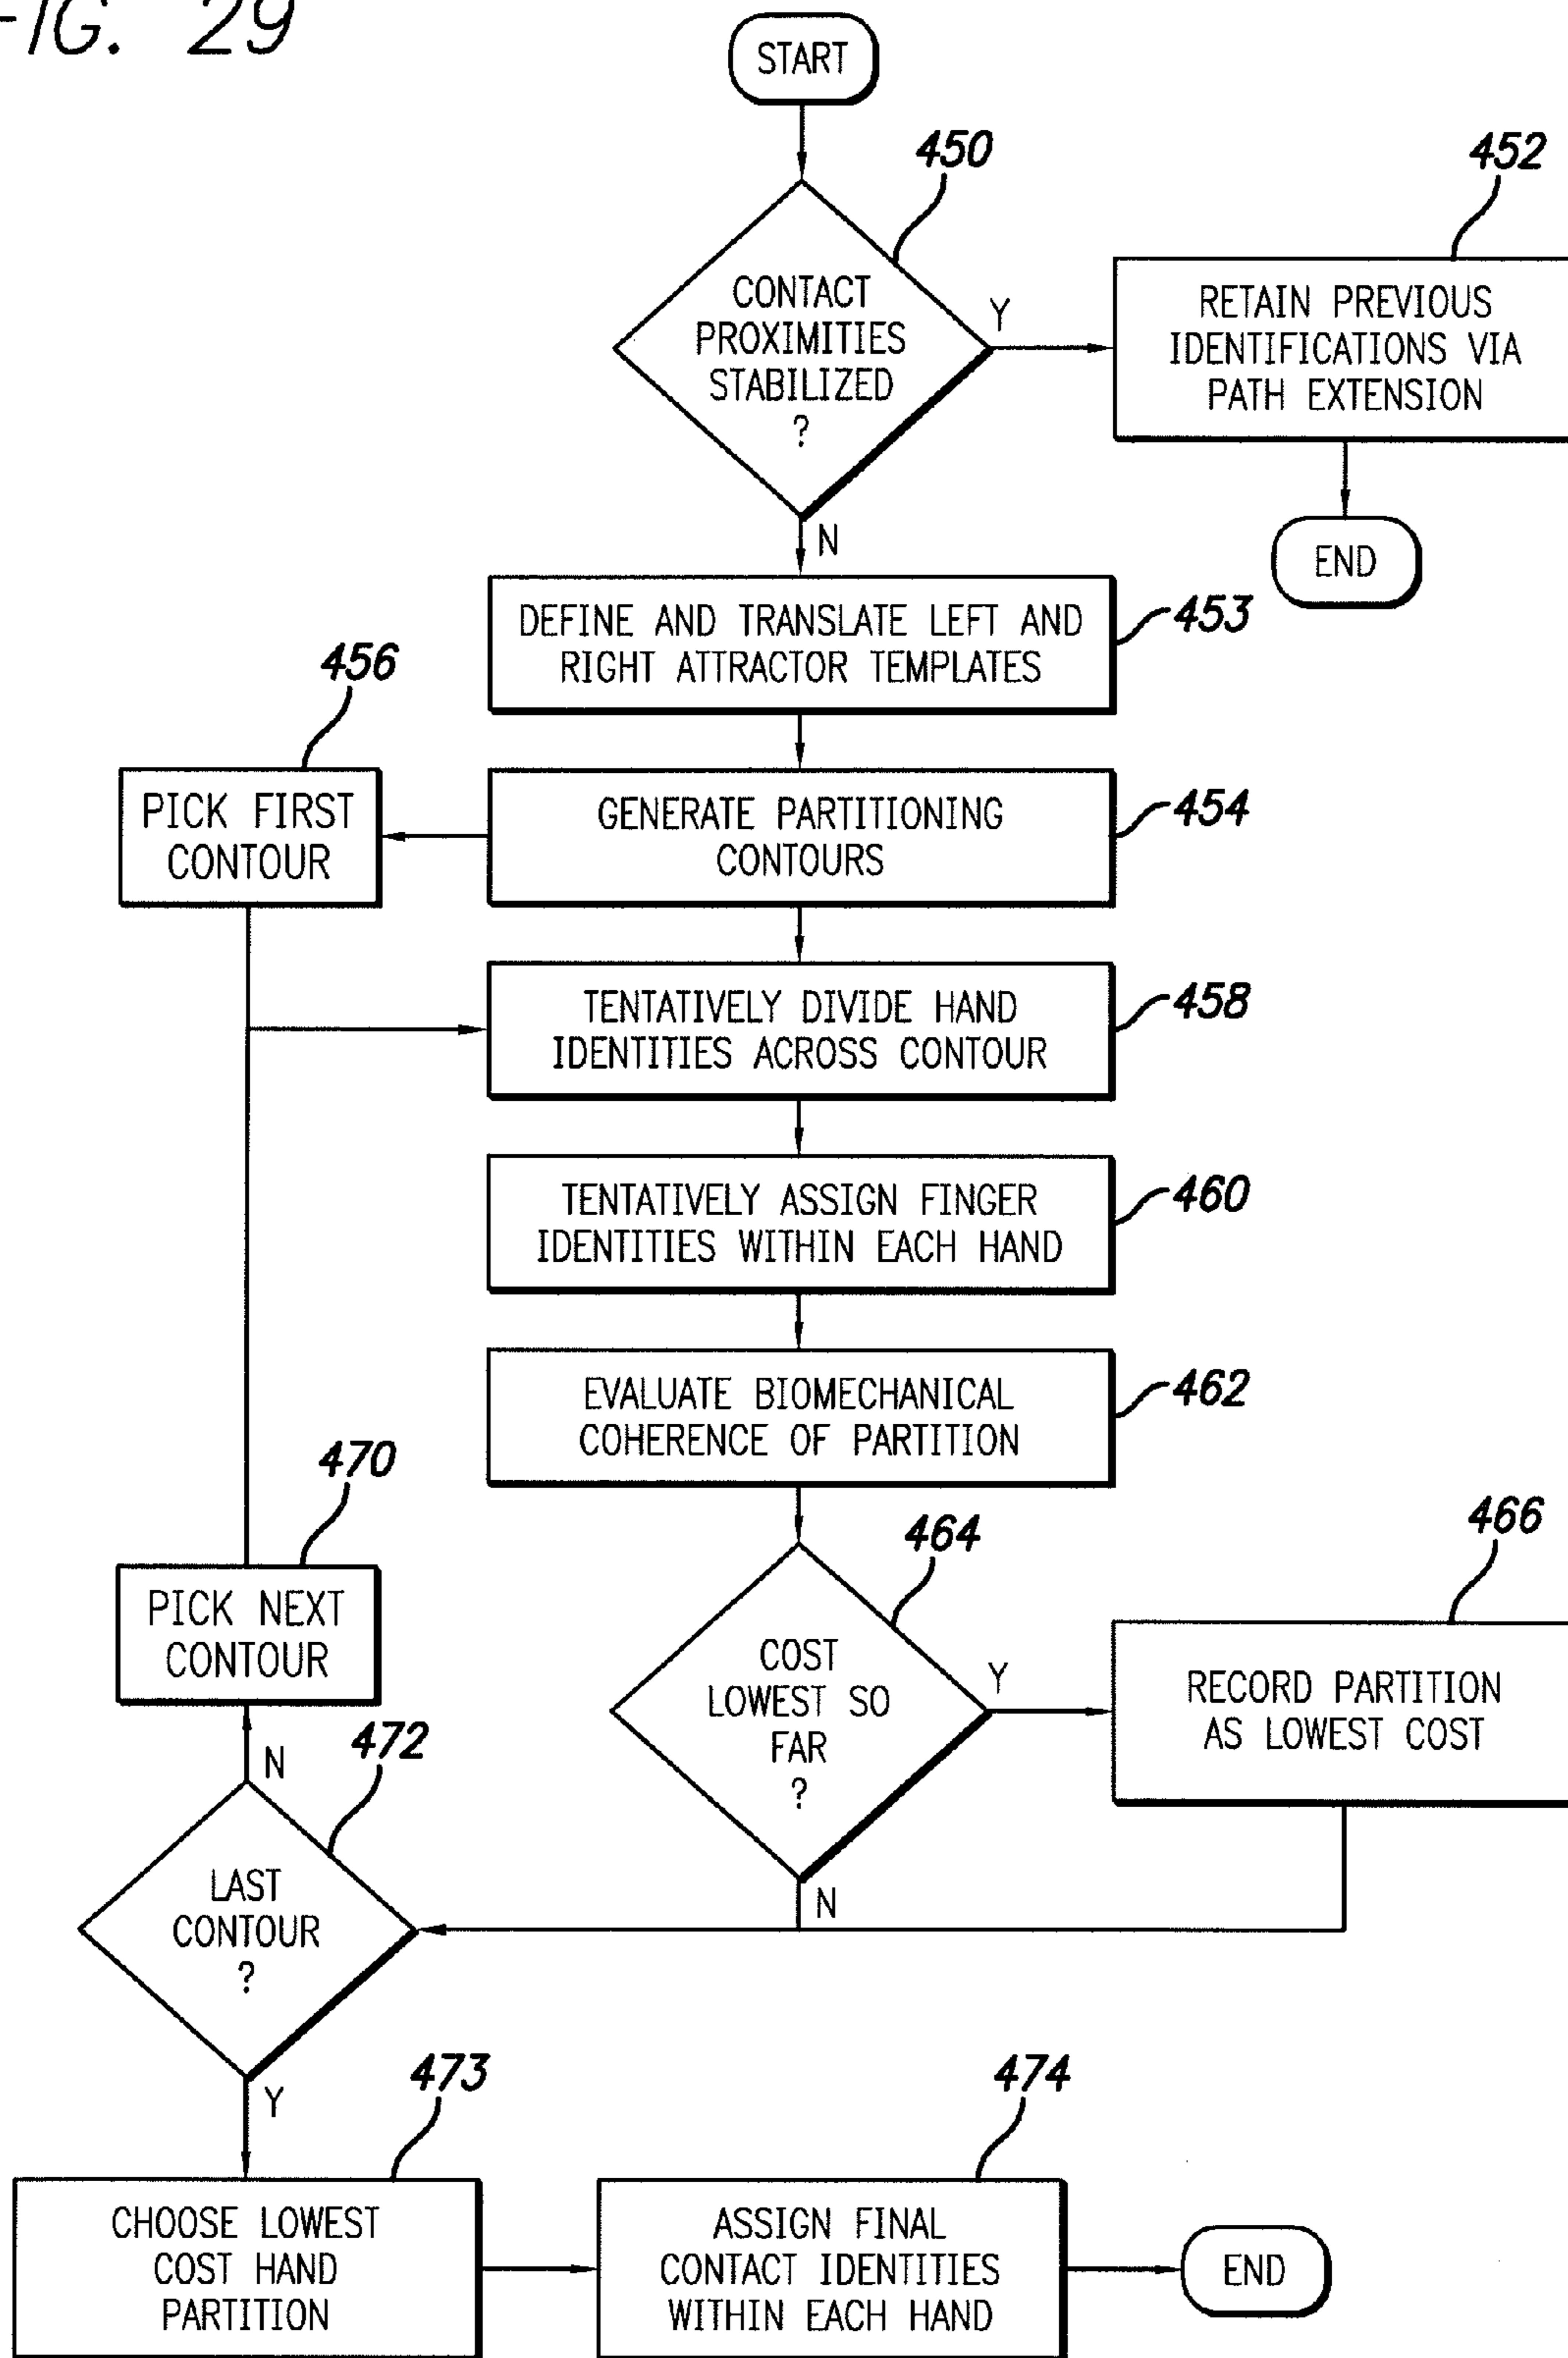 FIG. 29
START
450
452
CONTACT
PROXIMITIES
STABILIZED
?
Y
RETAIN PREVIOUS
IDENTIFICATIONS VIA
PATH EXTENSION
N
END
DEFINE AND TRANSLATE LEFT AND
RIGHT ATTRACTOR TEMPLATES
453
456
PICK FIRST
CONTOUR
GENERATE PARTITIONING
CONTOURS
454
TENTATIVELY DIVIDE HAND
IDENTITIES ACROSS CONTOUR
458
TENTATIVELY ASSIGN FINGER
IDENTITIES WITHIN EACH HAND
460
EVALUATE BIOMECHANICAL
COHERENCE OF PARTITION
462
470
464
466
PICK NEXT
CONTOUR
COST
LOWEST SO
FAR
?
Y
RECORD PARTITION
AS LOWEST COST
N
472
N
LAST
CONTOUR
?
Y
473
474
CHOOSE LOWEST
COST HAND
PARTITION
ASSIGN FINAL
CONTACT IDENTITIES
WITHIN EACH HAND
END